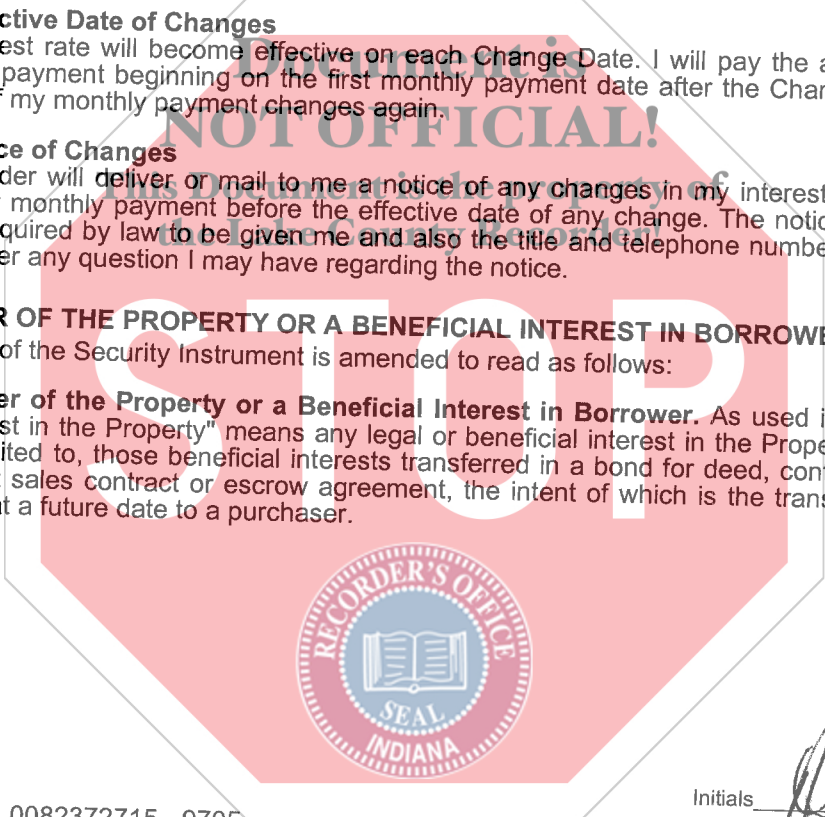 ctive Date of Changes
est rate will become effective on each Change Date. I will pay the a
payment beginning on the first monthly payment date after the Char
f my monthly payment changes again.
ce of Changes
der will deliver or mail to me a notice of any changes in my interest
monthly payment before the effective date of any change. The notic
quired by law to be given me and also the title and telephone numbe
er any question I may have regarding the notice.
R OF THE PROPERTY OR A BENEFICIAL INTEREST IN BORROWE
of the Security Instrument is amended to read as follows:
er of the Property or a Beneficial Interest in Borrower. As used i
st in the Property" means any legal or beneficial interest in the Prope
ited to, those beneficial interests transferred in a bond for deed, con
t sales contract or escrow agreement, the intent of which is the trans
at a future date to a purchaser.
Document is
NOT OFFICIAL!
This Document is the property of
the Lake County Recorder!
STOP
RECORDER'S OFFICE
SEAL
INDIANA
Initials
0082372715 9705